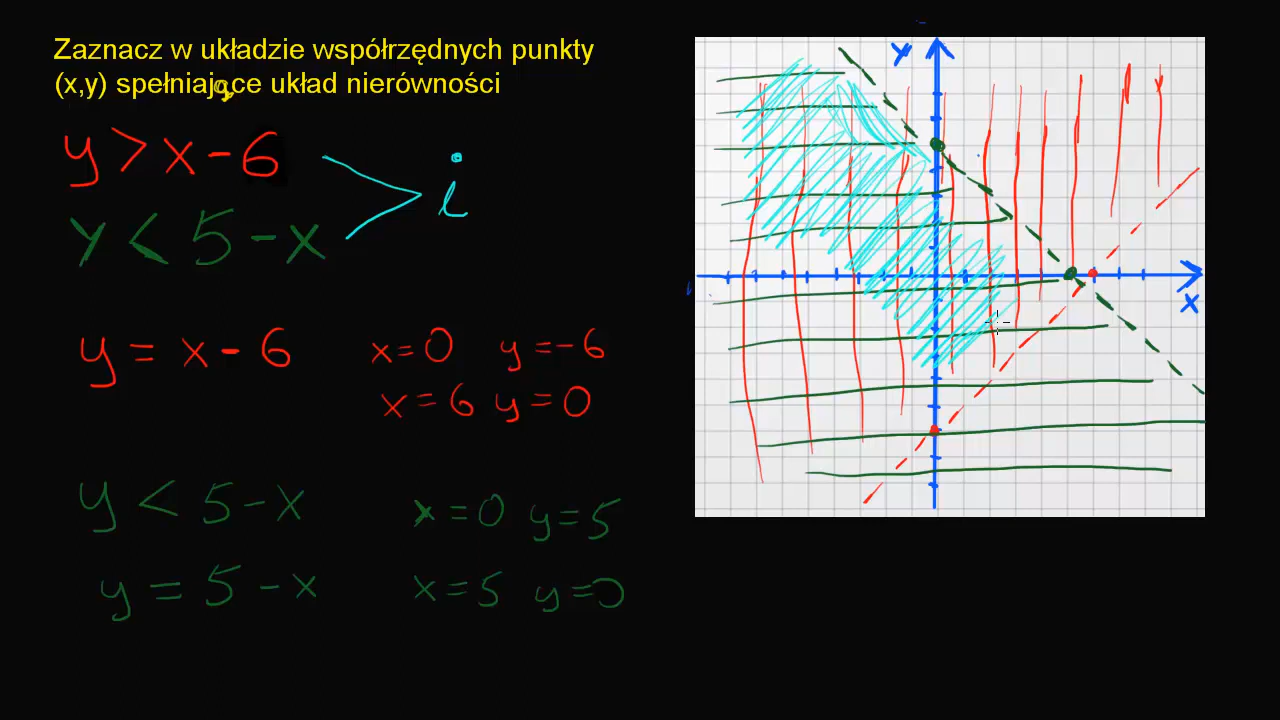 Zaznacz w układzie współrzędnych punkty
(x,y) spełniające układ nierówności
y > x - 6
y < 5 - x
i
y = x - 6 x = 0 y = -6
x = 6 y = 0
y < 5 - x x = 0 y = 5
y = 5 - x x = 5 y = 0
y
x